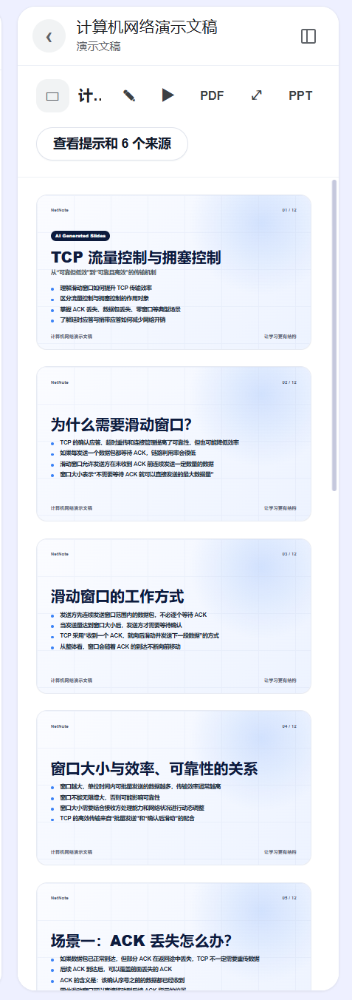 计算机网络演示文稿
演示文稿
计..
PDF
PPT
查看提示和 6 个来源
NetNote
01 / 12
AI Generated Slides
TCP 流量控制与拥塞控制
从“可靠但低效”到“可靠且高效”的传输机制
理解滑动窗口如何提升 TCP 传输效率
区分流量控制与拥塞控制的作用对象
掌握 ACK 丢失、数据包丢失、零窗口等典型场景
了解延时应答与捎带应答如何减少网络开销
计算机网络演示文稿
让学习更有结构
NetNote
02 / 12
为什么需要滑动窗口？
TCP 的确认应答、超时重传和连接管理提高了可靠性，但也可能降低效率
如果每发送一个数据包都等待 ACK，链路利用率会很低
滑动窗口允许发送方在未收到 ACK 前连续发送一定数量的数据
窗口大小表示“不需要等待 ACK 就可以直接发送的最大数据量”
计算机网络演示文稿
让学习更有结构
NetNote
03 / 12
滑动窗口的工作方式
发送方先连续发送窗口范围内的数据包，不必逐个等待 ACK
当发送量达到窗口大小后，发送方才需要等待确认
TCP 采用“收到一个 ACK，就向后滑动并发送下一段数据”的方式
从整体看，窗口会随着 ACK 的到达不断向前移动
计算机网络演示文稿
让学习更有结构
NetNote
04 / 12
窗口大小与效率、可靠性的关系
窗口越大，单位时间内可批量发送的数据越多，传输效率通常越高
窗口不能无限增大，否则可能影响可靠性
窗口大小需要结合接收方处理能力和网络状况进行动态调整
TCP 的高效传输来自“批量发送”和“确认后滑动”的配合
计算机网络演示文稿
让学习更有结构
NetNote
05 / 12
场景一：ACK 丢失怎么办？
如果数据包已正常到达，但部分 ACK 在返回途中丢失，TCP 不一定需要重传数据
后续 ACK 到达后，可以覆盖前面丢失的 ACK
ACK 的含义是：该确认序号之前的数据都已经收到